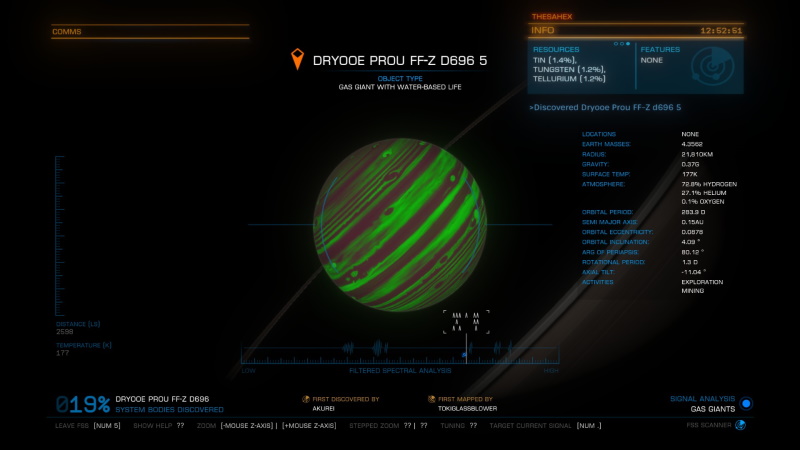 COMMS
THESAHEX
INFO
12:52:51
RESOURCES
TIN (1.4%),
TUNGSTEN (1.2%),
TELLURIUM (1.2%)
FEATURES
NONE
DRYOOE PROU FF-Z D696 5
OBJECT TYPE
GAS GIANT WITH WATER-BASED LIFE
>Discovered Dryooe Prou FF-Z d696 5
LOCATIONS NONE
EARTH MASSES: 4.3562
RADIUS: 21,810KM
GRAVITY: 0.37G
SURFACE TEMP: 177K
ATMOSPHERE: 72.8% HYDROGEN
27.1% HELIUM
0.1% OXYGEN
ORBITAL PERIOD: 283.9 D
SEMI MAJOR AXIS: 0.15AU
ORBITAL ECCENTRICITY: 0.0876
ORBITAL INCLINATION: 4.09 °
ARG OF PERIAPSIS: 80.12 °
ROTATIONAL PERIOD: 1.3 D
AXIAL TILT: -11.04 °
ACTIVITIES EXPLORATION
MINING
DISTANCE (LS)
2598
TEMPERATURE (K)
177
LOW FILTERED SPECTRAL ANALYSIS HIGH
019%
DRYOOE PROU FF-Z D696
SYSTEM BODIES DISCOVERED
FIRST DISCOVERED BY
AKUREI
FIRST MAPPED BY
TOKIGLASSBLOWER
SIGNAL ANALYSIS
GAS GIANTS
LEAVE FSS [NUM 5] SHOW HELP ?? ZOOM [-MOUSE Z-AXIS] | [+MOUSE Z-AXIS] STEPPED ZOOM ?? | ?? TUNING ?? TARGET CURRENT SIGNAL [NUM .] FSS SCANNER